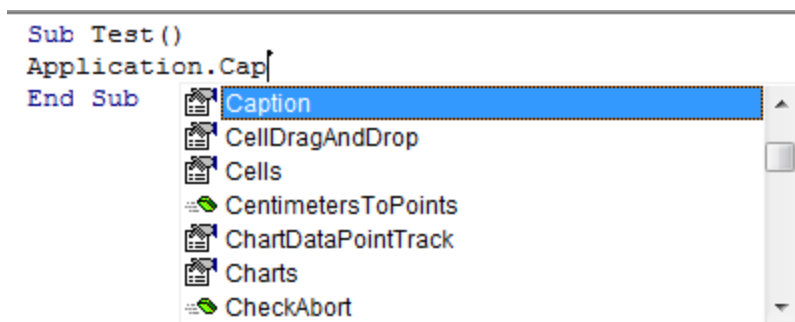 Sub Test()
Application.Cap
End Sub
Caption
CellDragAndDrop
Cells
CentimetersToPoints
ChartDataPointTrack
Charts
CheckAbort